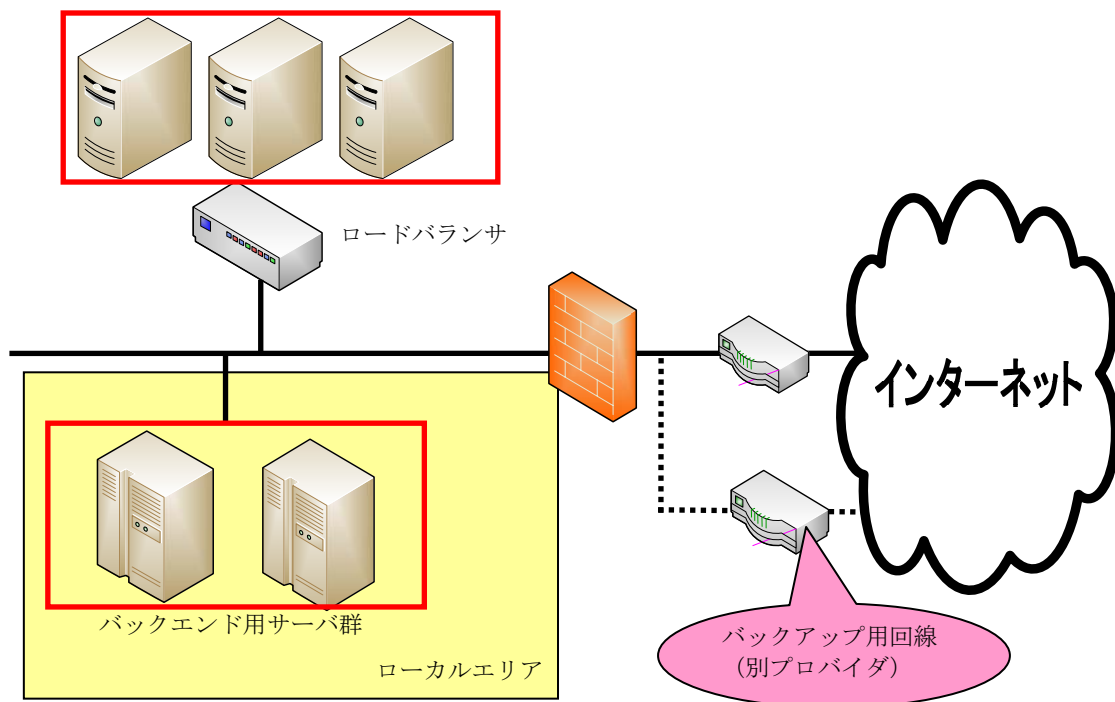 ロードバランサ
インターネット
バックエンド用サーバ群
ローカルエリア
バックアップ用回線
（別プロバイダ）